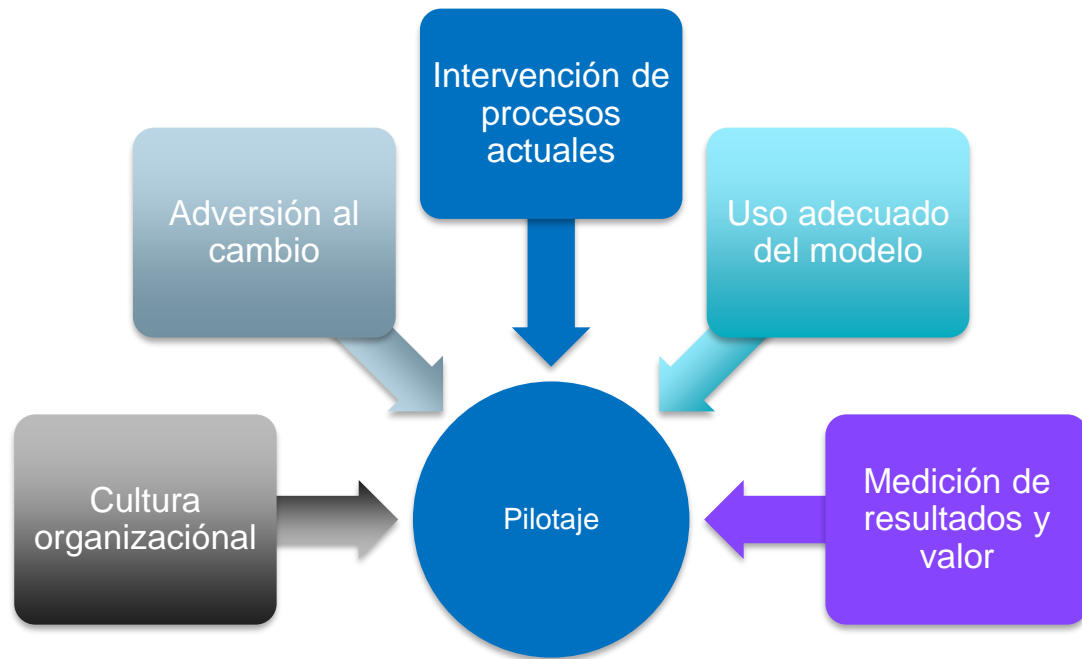 Intervención de
procesos
actuales
Adversión al
cambio
Uso adecuado
del modelo
Cultura
organizaciónal
Pilotaje
Medición de
resultados y
valor